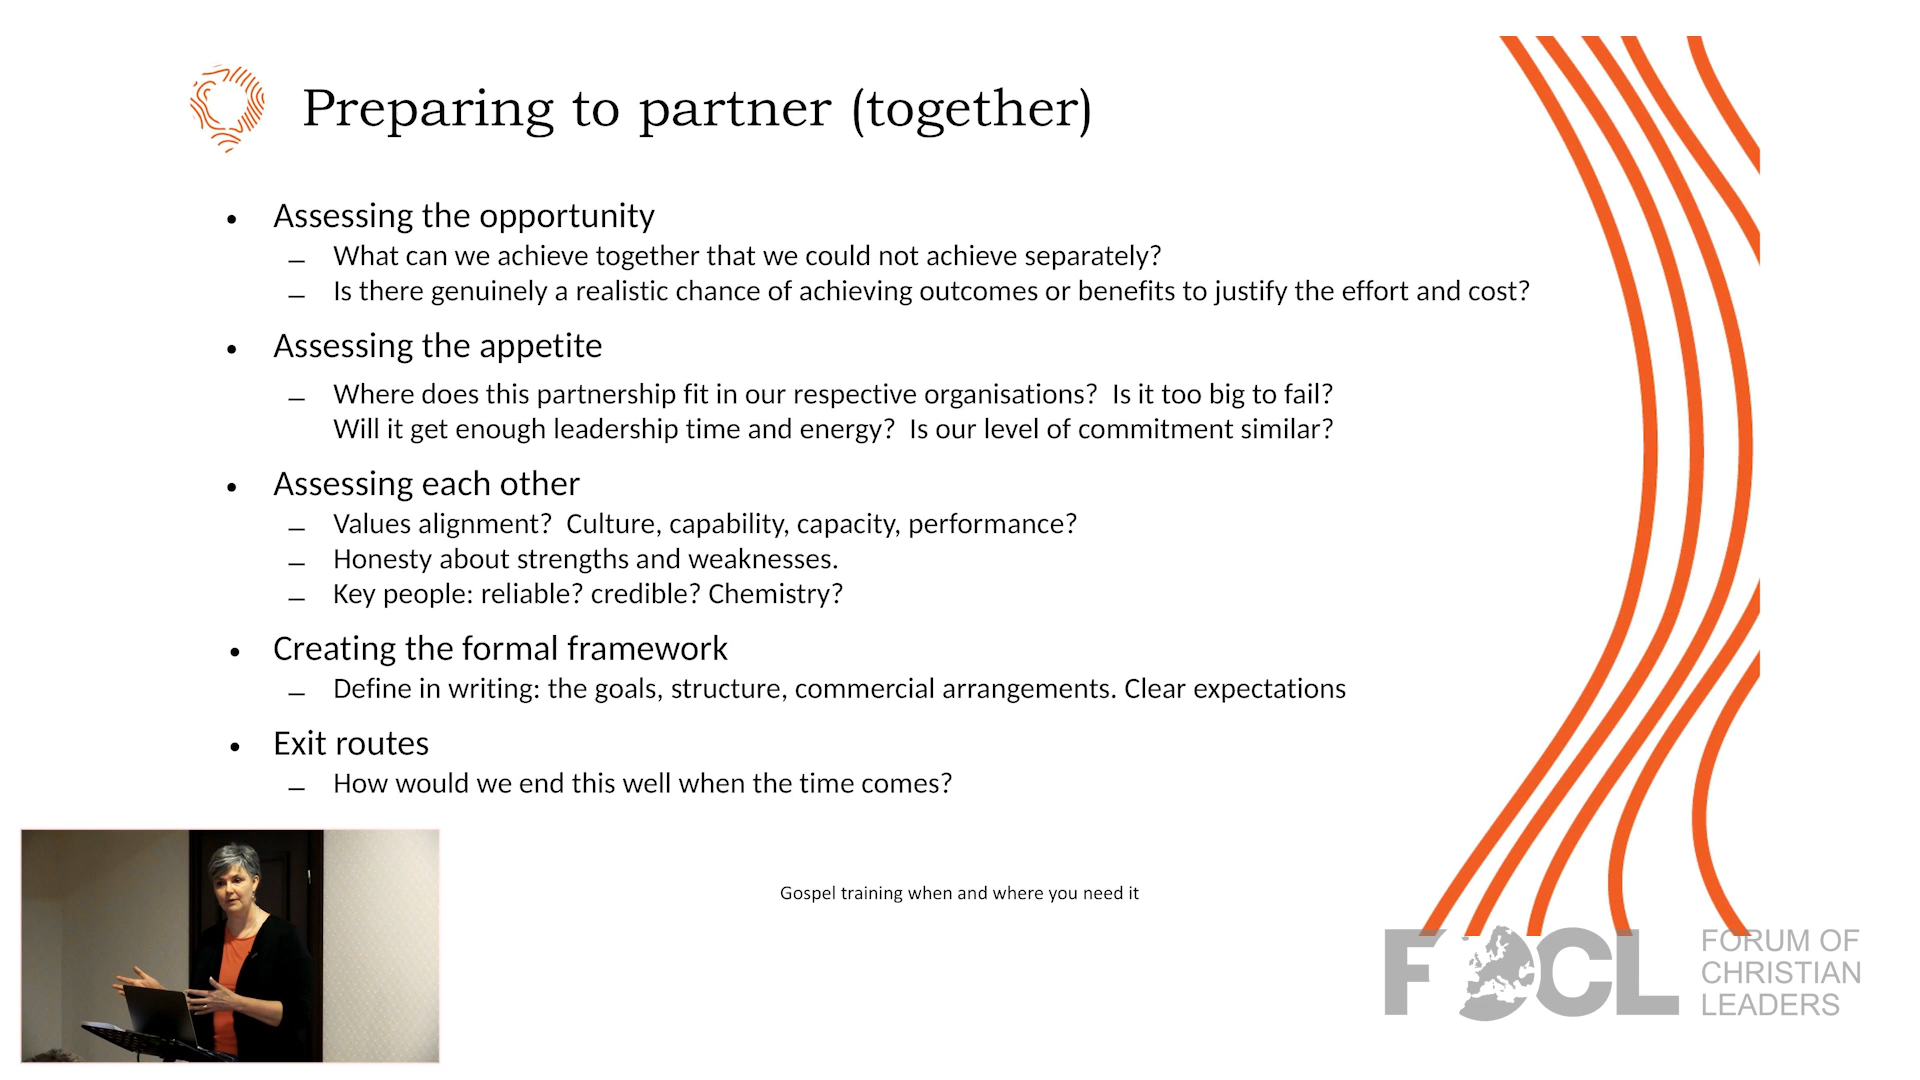 Preparing to partner (together)
• Assessing the opportunity
– What can we achieve together that we could not achieve separately?
– Is there genuinely a realistic chance of achieving outcomes or benefits to justify the effort and cost?
• Assessing the appetite
– Where does this partnership fit in our respective organisations?  Is it too big to fail?
Will it get enough leadership time and energy?  Is our level of commitment similar?
• Assessing each other
– Values alignment?  Culture, capability, capacity, performance?
– Honesty about strengths and weaknesses.
– Key people: reliable? credible? Chemistry?
• Creating the formal framework
– Define in writing: the goals, structure, commercial arrangements. Clear expectations
• Exit routes
– How would we end this well when the time comes?
Gospel training when and where you need it
FOCL
FORUM OF
CHRISTIAN
LEADERS